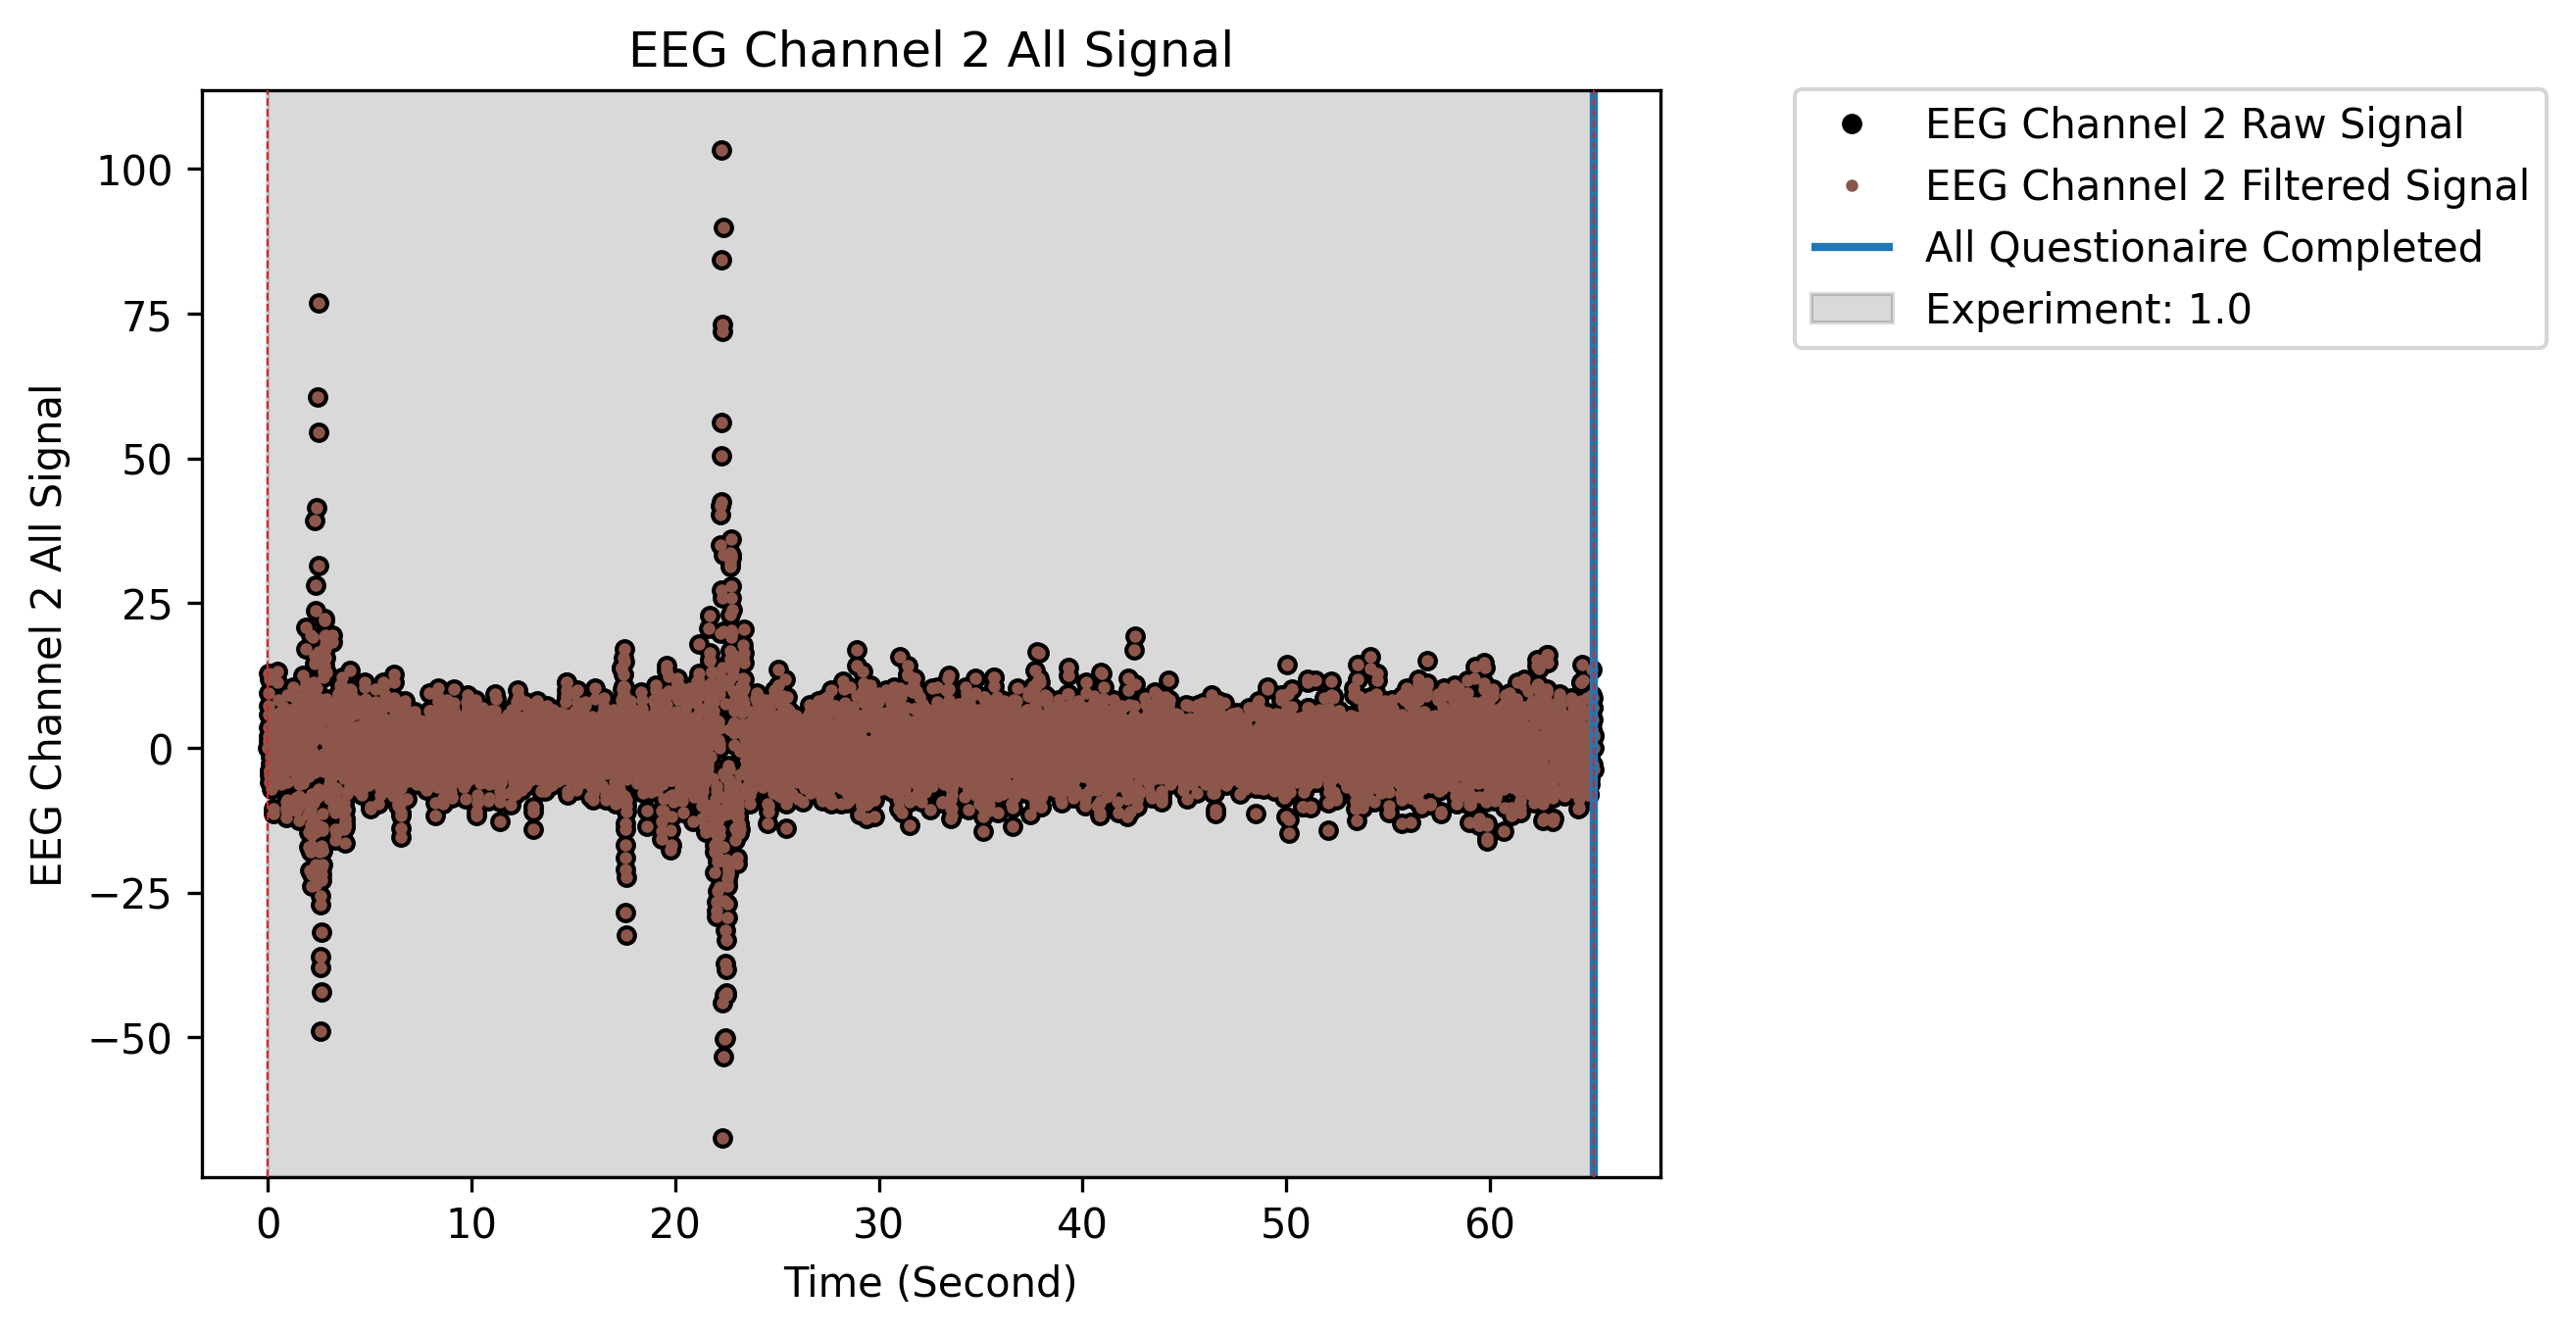 EEG Channel 2 All Signal
EEG Channel 2 Raw Signal
EEG Channel 2 Filtered Signal
All Questionaire Completed
Experiment: 1.0
EEG Channel 2 All Signal
100
75
50
25
0
−25
−50
0 10 20 30 40 50 60
Time (Second)